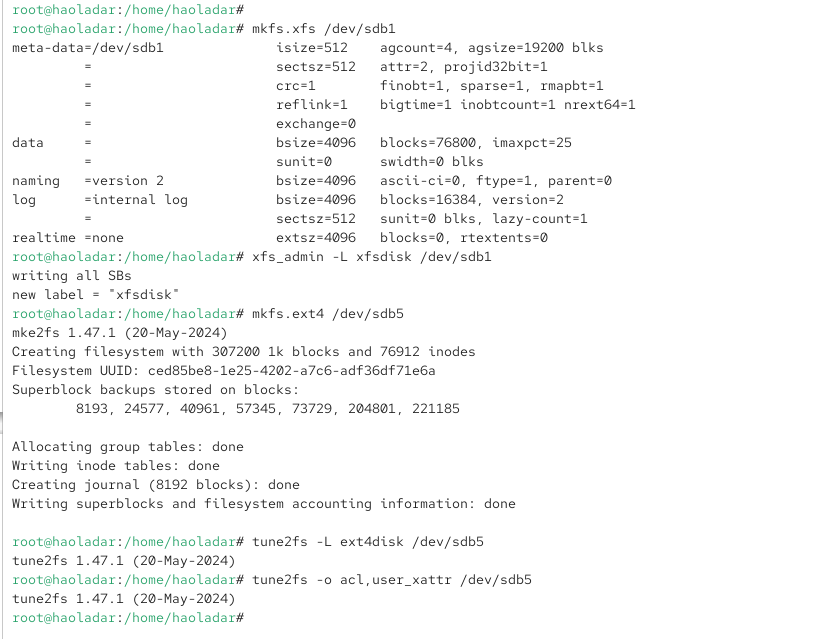 root@haoladar:/home/haoladar#
root@haoladar:/home/haoladar# mkfs.xfs /dev/sdb1
meta-data=/dev/sdb1              isize=512    agcount=4, agsize=19200 blks
         =                       sectsz=512   attr=2, projid32bit=1
         =                       crc=1        finobt=1, sparse=1, rmapbt=1
         =                       reflink=1    bigtime=1 inobtcount=1 nrext64=1
         =                       exchange=0
data     =                       bsize=4096   blocks=76800, imaxpct=25
         =                       sunit=0      swidth=0 blks
naming   =version 2              bsize=4096   ascii-ci=0, ftype=1, parent=0
log      =internal log           bsize=4096   blocks=16384, version=2
         =                       sectsz=512   sunit=0 blks, lazy-count=1
realtime =none                   extsz=4096   blocks=0, rtextents=0
root@haoladar:/home/haoladar# xfs_admin -L xfsdisk /dev/sdb1
writing all SBs
new label = "xfsdisk"
root@haoladar:/home/haoladar# mkfs.ext4 /dev/sdb5
mke2fs 1.47.1 (20-May-2024)
Creating filesystem with 307200 1k blocks and 76912 inodes
Filesystem UUID: ced85be8-1e25-4202-a7c6-adf36df71e6a
Superblock backups stored on blocks:
        8193, 24577, 40961, 57345, 73729, 204801, 221185

Allocating group tables: done
Writing inode tables: done
Creating journal (8192 blocks): done
Writing superblocks and filesystem accounting information: done

root@haoladar:/home/haoladar# tune2fs -L ext4disk /dev/sdb5
tune2fs 1.47.1 (20-May-2024)
root@haoladar:/home/haoladar# tune2fs -o acl,user_xattr /dev/sdb5
tune2fs 1.47.1 (20-May-2024)
root@haoladar:/home/haoladar#